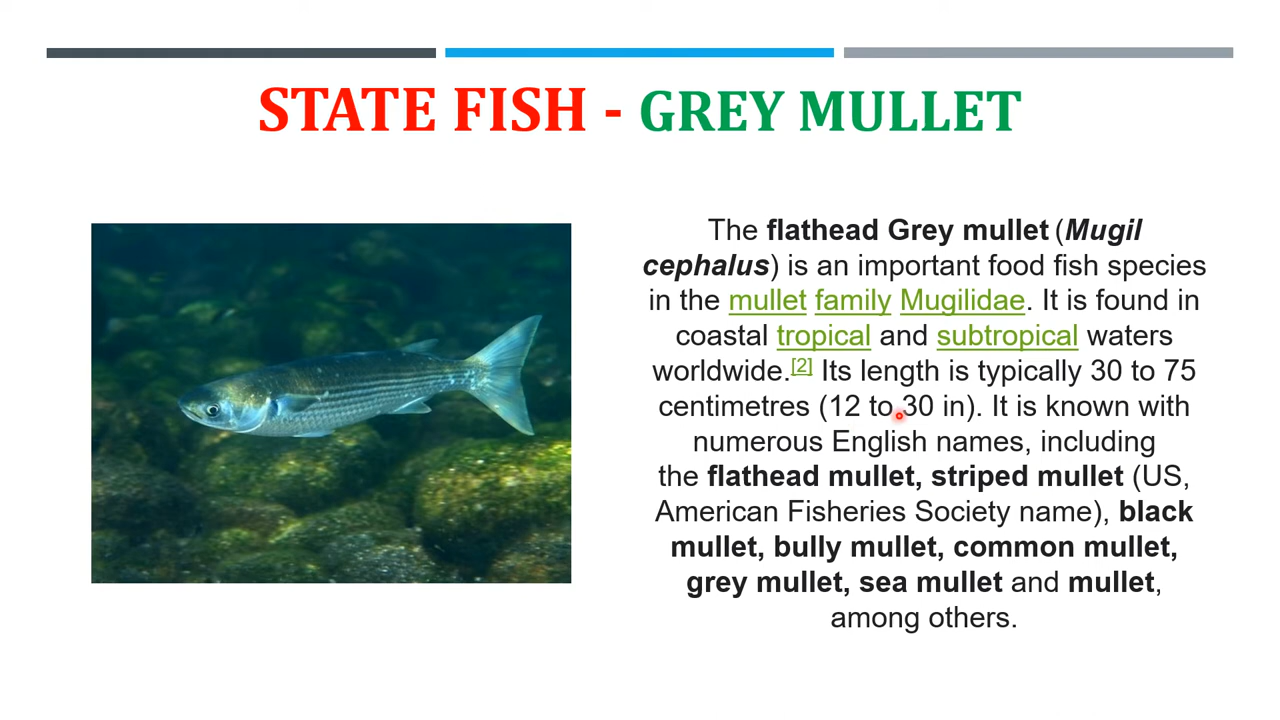 STATE FISH - GREY MULLET
The flathead Grey mullet (Mugil
cephalus) is an important food fish species
in the mullet family Mugilidae. It is found in
coastal tropical and subtropical waters
worldwide.[2] Its length is typically 30 to 75
centimetres (12 to 30 in). It is known with
numerous English names, including
the flathead mullet, striped mullet (US,
American Fisheries Society name), black
mullet, bully mullet, common mullet,
grey mullet, sea mullet and mullet,
among others.